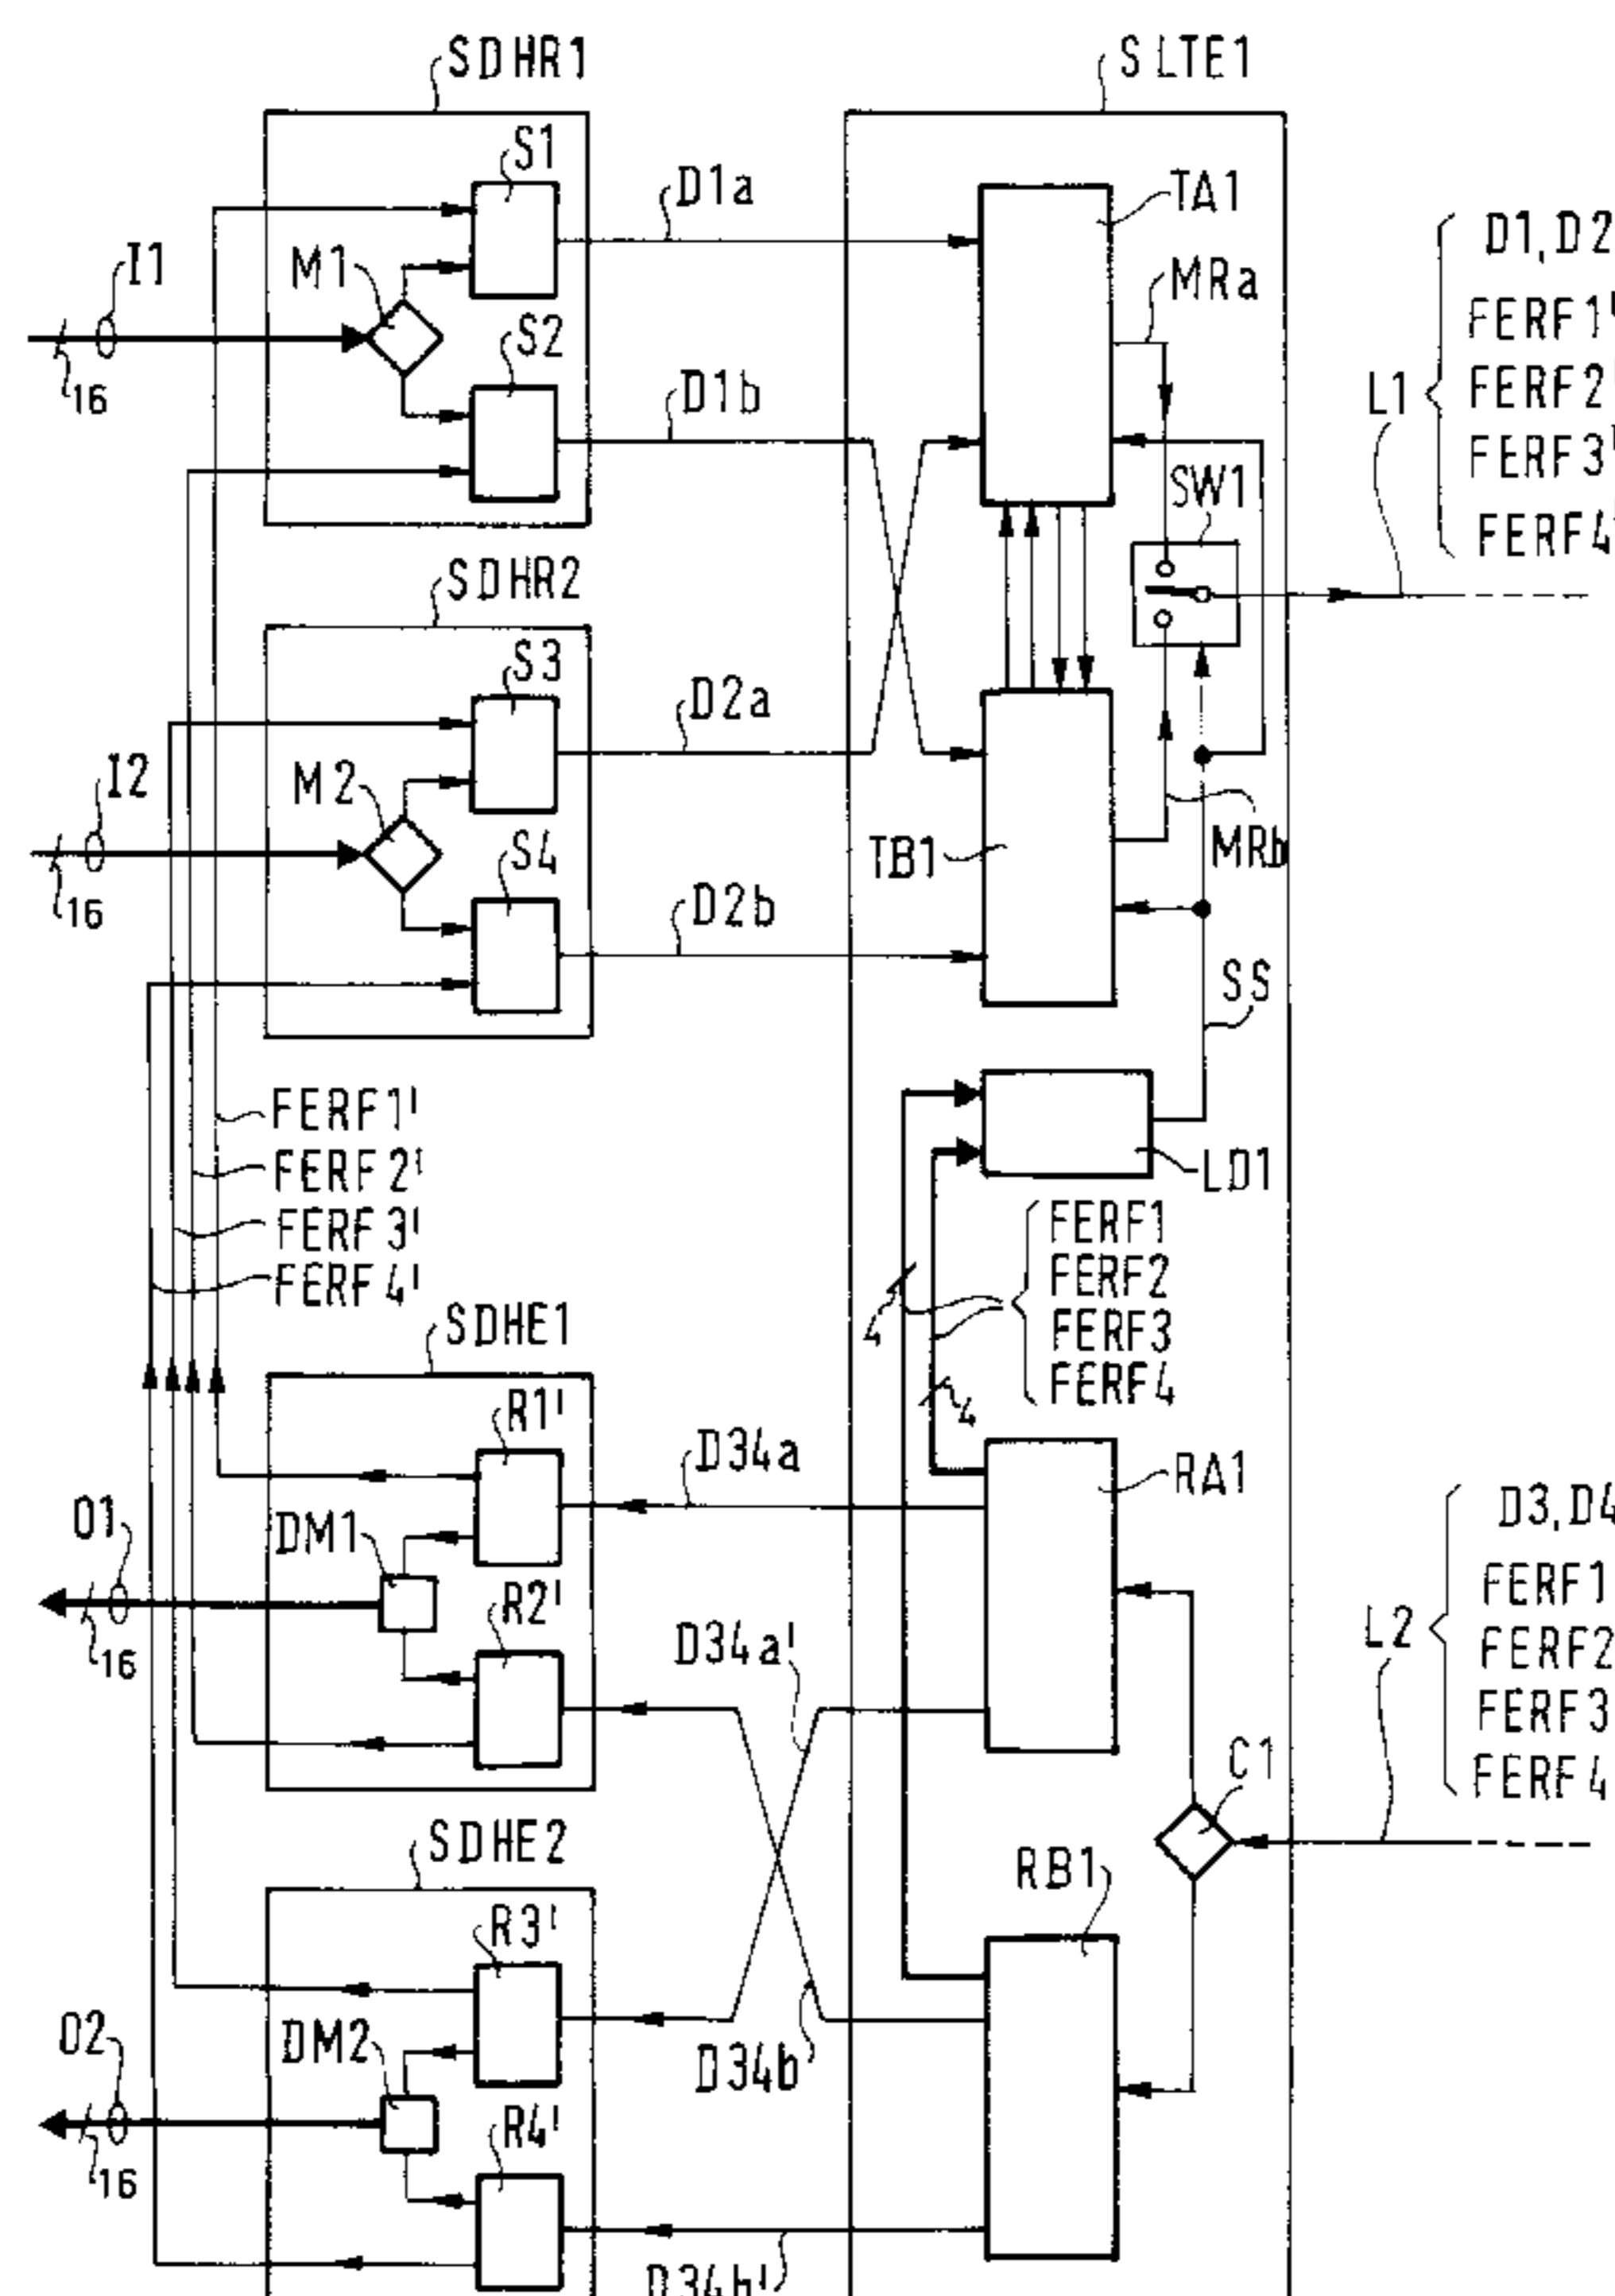 SDHR1
SLTE1
S1
D1a
TA1
D1, D2
I1
M1
MRa
FERF1'
S2
16
D1b
L1
FERF2'
FERF3'
SW1
FERF4'
SDHR2
S3
D2a
I2
M2
S4
TB1
MRb
16
D2b
SS
FERF1'
FERF2'
LD1
FERF3'
FERF4'
FERF1
FERF2
FERF3
FERF4
4
4
SDHE1
R1'
D34a
RA1
D3, D4
O1
DM1
FERF1
R2'
D34a'
L2
FERF2
16
FERF3
C1
FERF4
SDHE2
RB1
R3'
O2
DM2
D34b
R4'
16
D34b'